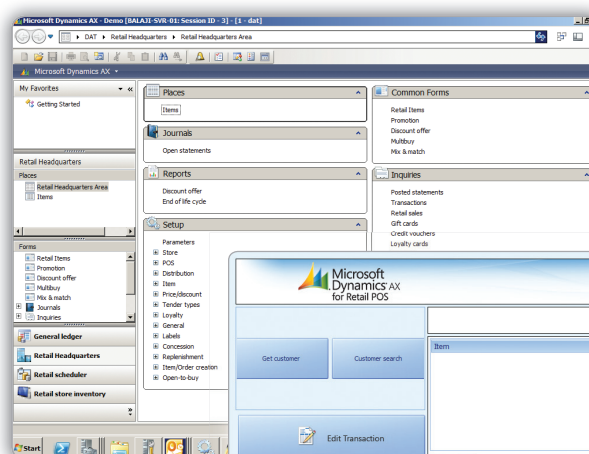 Microsoft Dynamics AX - Demo [BALAJI-SVR-01: Session ID - 3] - [1 - dat]
DAT Retail Headquarters Retail Headquarters Area
Microsoft Dynamics AX
My Favorites
Getting Started
Retail Headquarters
Places
Retail Headquarters Area
Items
Forms
Retail Items
Promotion
Discount offer
Multibuy
Mix & match
Journals
Inquiries
General ledger
Retail Headquarters
Retail scheduler
Retail store inventory
Places
Items
Journals
Open statements
Reports
Discount offer
End of life cycle
Setup
Parameters
Store
POS
Distribution
Item
Price/discount
Tender types
Loyalty
General
Labels
Concession
Replenishment
Item/Order creation
Open-to-buy
Common Forms
Retail Items
Promotion
Discount offer
Multibuy
Mix & match
Inquiries
Posted statements
Transactions
Retail sales
Gift cards
Credit vouchers
Loyalty cards
Microsoft
Dynamics AX
for Retail POS
Get customer
Customer search
Item
Edit Transaction
Start